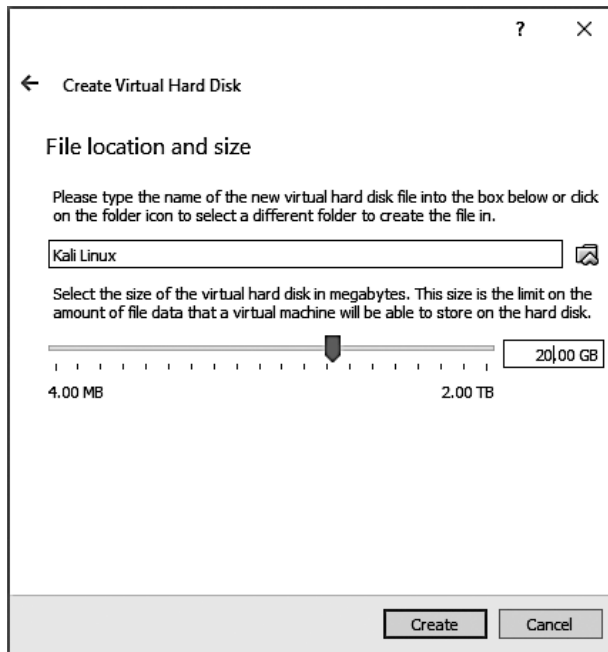 ?
Create Virtual Hard Disk
File location and size
Please type the name of the new virtual hard disk file into the box below or click
on the folder icon to select a different folder to create the file in.
Kali Linux
Select the size of the virtual hard disk in megabytes. This size is the limit on the
amount of file data that a virtual machine will be able to store on the hard disk.
20.00 GB
4.00 MB 2.00 TB
Create Cancel